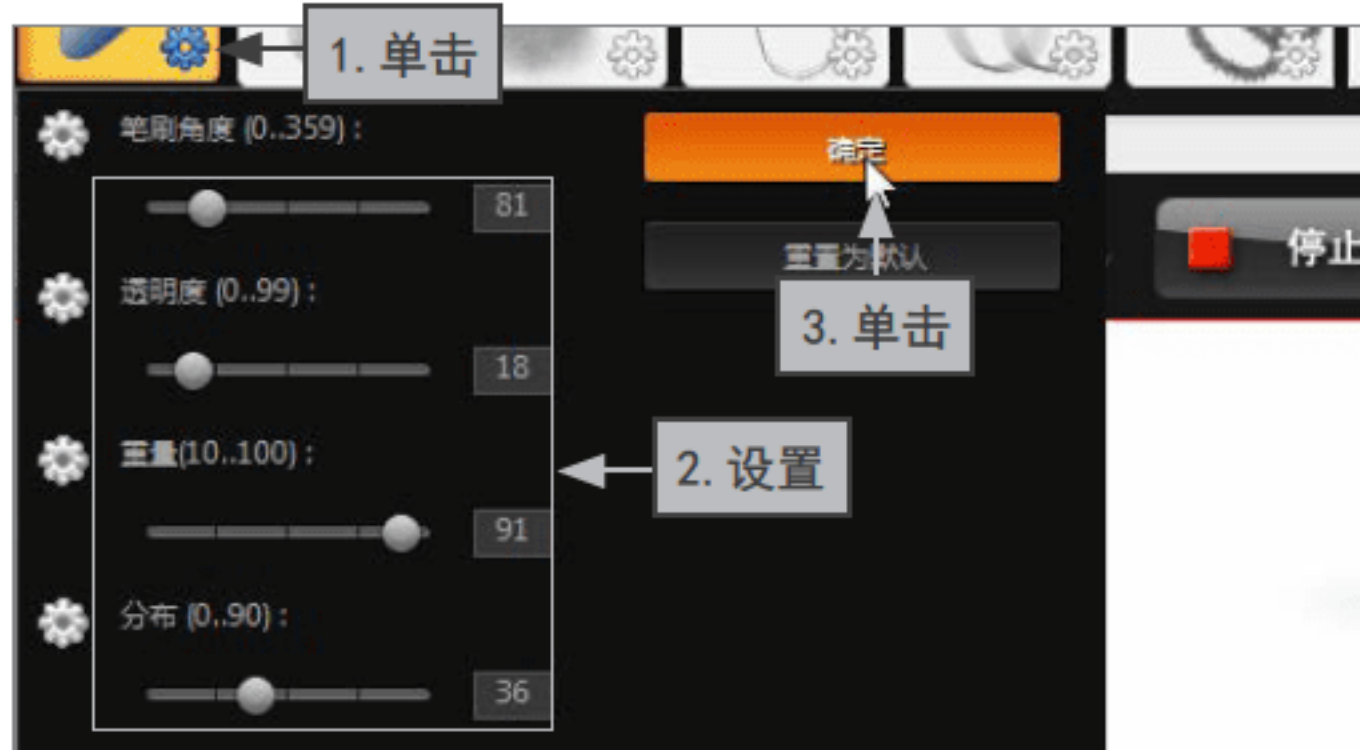 1. 单击
笔刷角度 (0..359) :
确定
81
重置为默认
停止
透明度 (0..99) :
3. 单击
18
重量(10..100) :
2. 设置
91
分布 (0..90) :
36